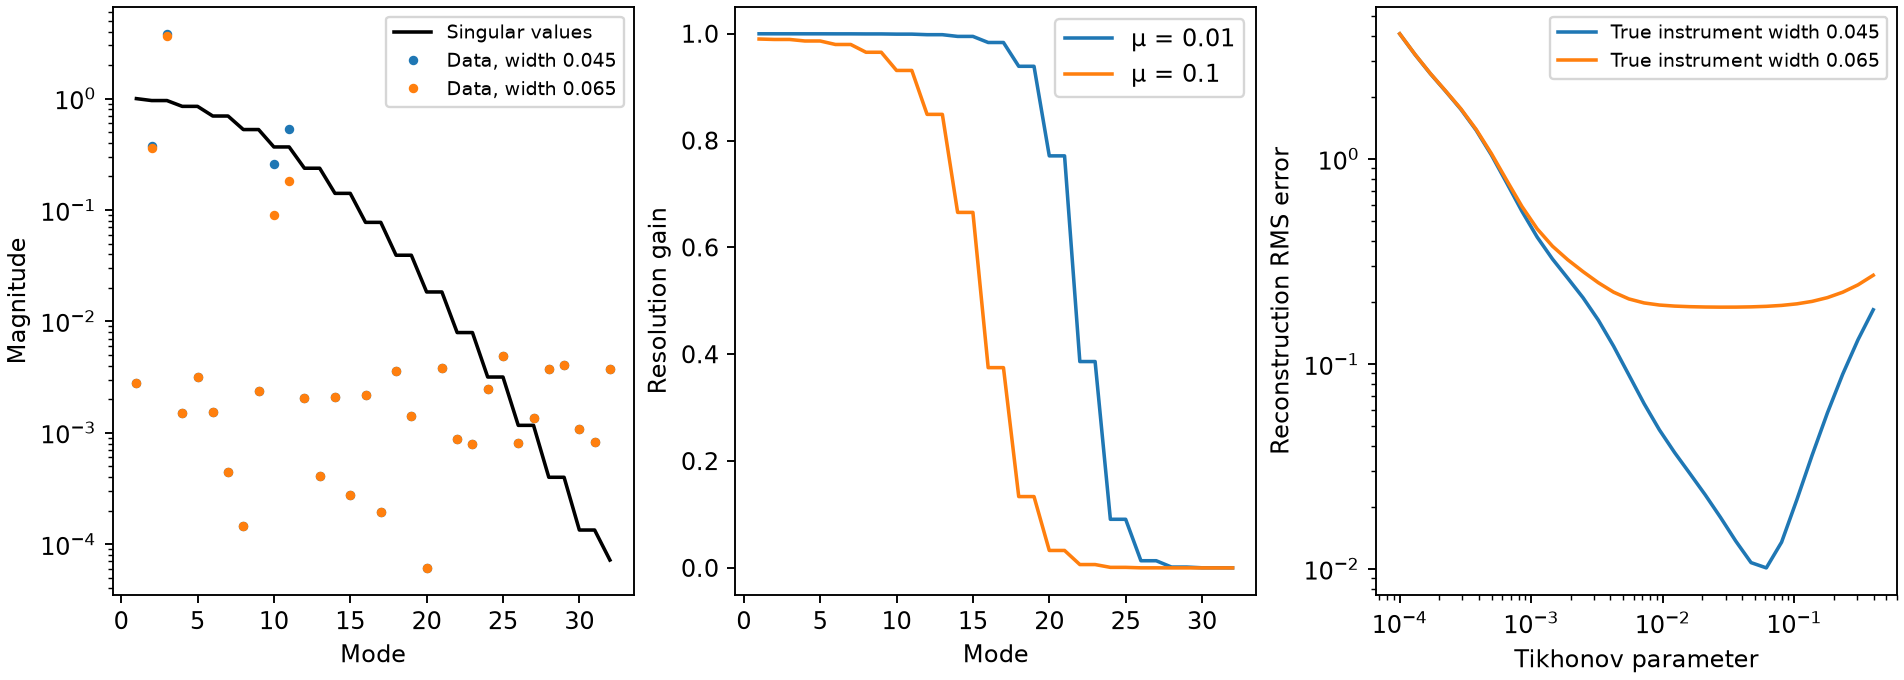 Magnitude
10⁰
10⁻¹
10⁻²
10⁻³
10⁻⁴
Singular values
Data, width 0.045
Data, width 0.065
0 5 10 15 20 25 30
Mode
Resolution gain
1.0
0.8
0.6
0.4
0.2
0.0
μ = 0.01
μ = 0.1
0 5 10 15 20 25 30
Mode
Reconstruction RMS error
10⁰
10⁻¹
10⁻²
True instrument width 0.045
True instrument width 0.065
10⁻⁴ 10⁻³ 10⁻² 10⁻¹
Tikhonov parameter